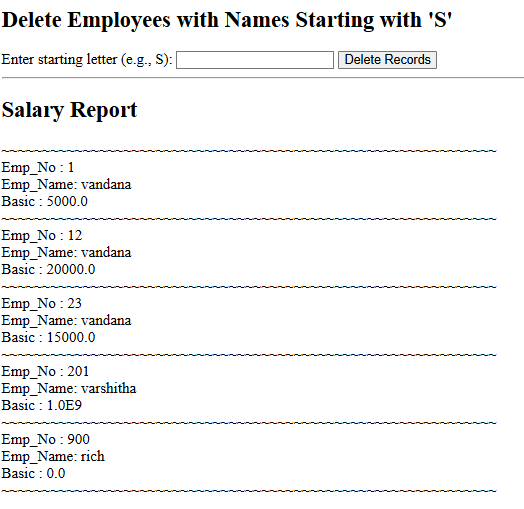 Delete Employees with Names Starting with 'S'
Enter starting letter (e.g., S): Delete Records
Salary Report
~~~~~~~~~~~~~~~~~~~~~~~~~~~~~~~~~~~~~~~~~~~~~~~~~~~~~~~~~~~~~~
Emp_No : 1
Emp_Name: vandana
Basic : 5000.0
~~~~~~~~~~~~~~~~~~~~~~~~~~~~~~~~~~~~~~~~~~~~~~~~~~~~~~~~~~~~~~
Emp_No : 12
Emp_Name: vandana
Basic : 20000.0
~~~~~~~~~~~~~~~~~~~~~~~~~~~~~~~~~~~~~~~~~~~~~~~~~~~~~~~~~~~~~~
Emp_No : 23
Emp_Name: vandana
Basic : 15000.0
~~~~~~~~~~~~~~~~~~~~~~~~~~~~~~~~~~~~~~~~~~~~~~~~~~~~~~~~~~~~~~
Emp_No : 201
Emp_Name: varshitha
Basic : 1.0E9
~~~~~~~~~~~~~~~~~~~~~~~~~~~~~~~~~~~~~~~~~~~~~~~~~~~~~~~~~~~~~~
Emp_No : 900
Emp_Name: rich
Basic : 0.0
~~~~~~~~~~~~~~~~~~~~~~~~~~~~~~~~~~~~~~~~~~~~~~~~~~~~~~~~~~~~~~